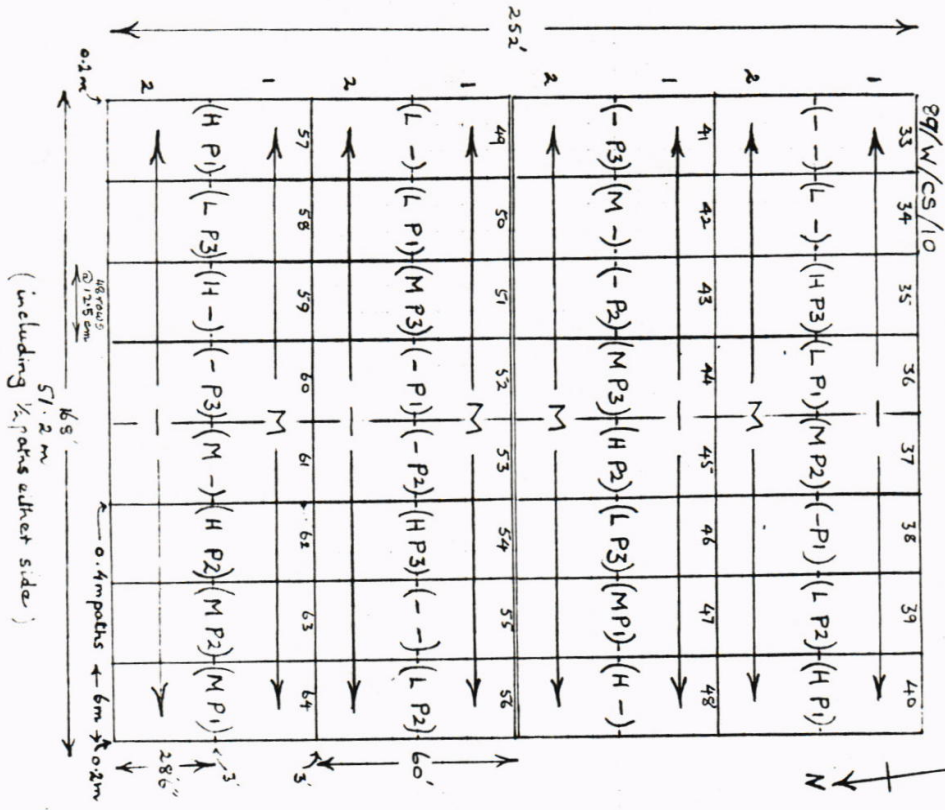 89/W/CS/10
33 34 35 36 37 38 39 40
1 —
(- -) (L -) (H P3) (L P1) (M P2) (- P1) (L P2) (H P1)
2 M
41 42 43 44 45 46 47 48
1 —
(- P3) (M -) (- P2) (M P3) (H P2) (L P3) (M P1) (H -)
2 M
252'
49 50 51 52 53 54 55 56
1 M
(L -) (L P1) (M P3) (- P1) (- P2) (H P3) (- -) (L P2)
2 —
60'
3'
57 58 59 60 61 62 63 64
1 M
(H P1) (L P3) (H -) (- P3) (M -) (H P2) (M P2) (M P1)
3'
2 —
28'6"
0.2m
48 rows
@ 12.5cm
0.4m paths
6m
0.2m
168'
51.2 m
(including ½ paths either side)
N